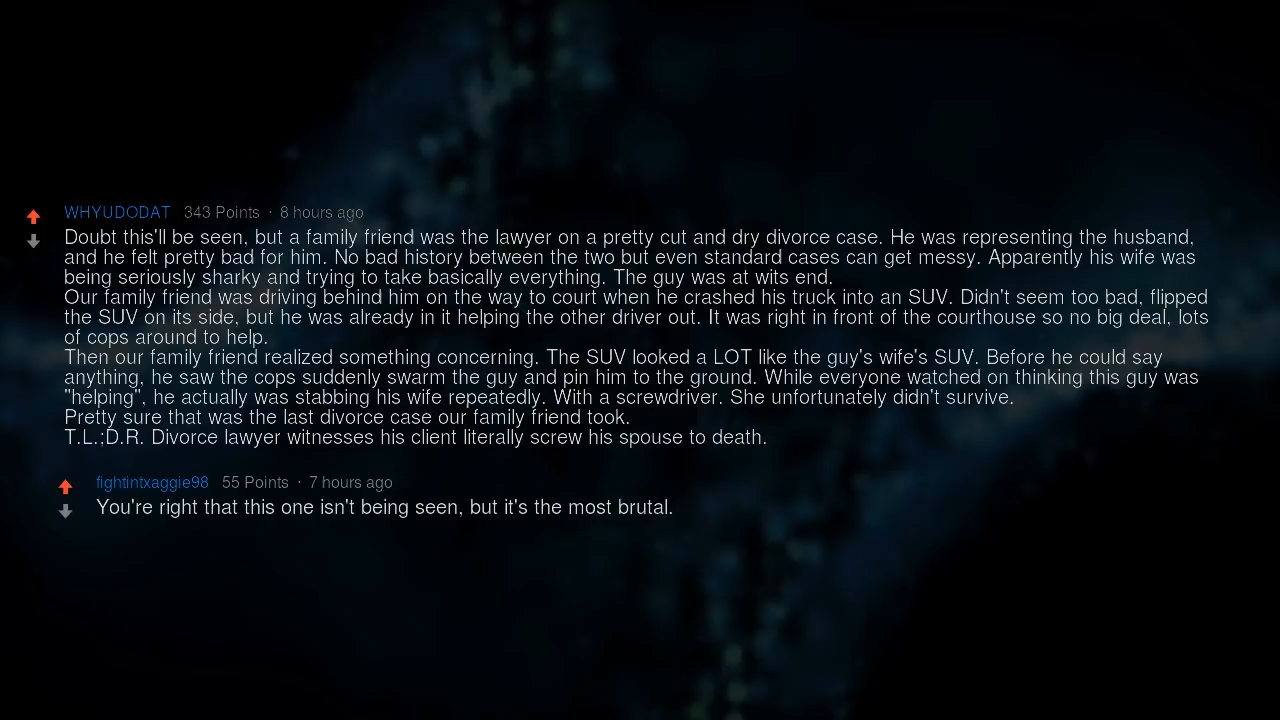 WHYUDODAT 343 Points · 8 hours ago
Doubt this'll be seen, but a family friend was the lawyer on a pretty cut and dry divorce case. He was representing the husband,
and he felt pretty bad for him. No bad history between the two but even standard cases can get messy. Apparently his wife was
being seriously sharky and trying to take basically everything. The guy was at wits end.
Our family friend was driving behind him on the way to court when he crashed his truck into an SUV. Didn't seem too bad, flipped
the SUV on its side, but he was already in it helping the other driver out. It was right in front of the courthouse so no big deal, lots
of cops around to help.
Then our family friend realized something concerning. The SUV looked a LOT like the guy's wife's SUV. Before he could say
anything, he saw the cops suddenly swarm the guy and pin him to the ground. While everyone watched on thinking this guy was
"helping", he actually was stabbing his wife repeatedly. With a screwdriver. She unfortunately didn't survive.
Pretty sure that was the last divorce case our family friend took.
T.L.;D.R. Divorce lawyer witnesses his client literally screw his spouse to death.
fightintxaggie98 55 Points · 7 hours ago
You're right that this one isn't being seen, but it's the most brutal.